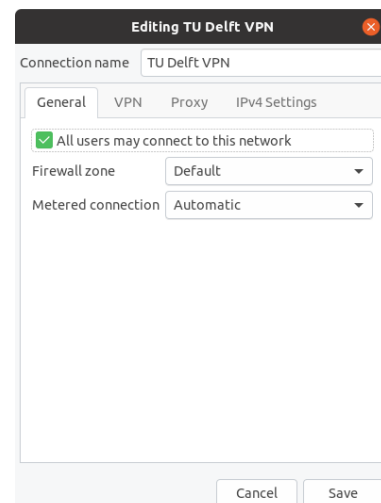 Editing TU Delft VPN
Connection name TU Delft VPN
General VPN Proxy IPv4 Settings
All users may connect to this network
Firewall zone Default
Metered connection Automatic
Cancel Save